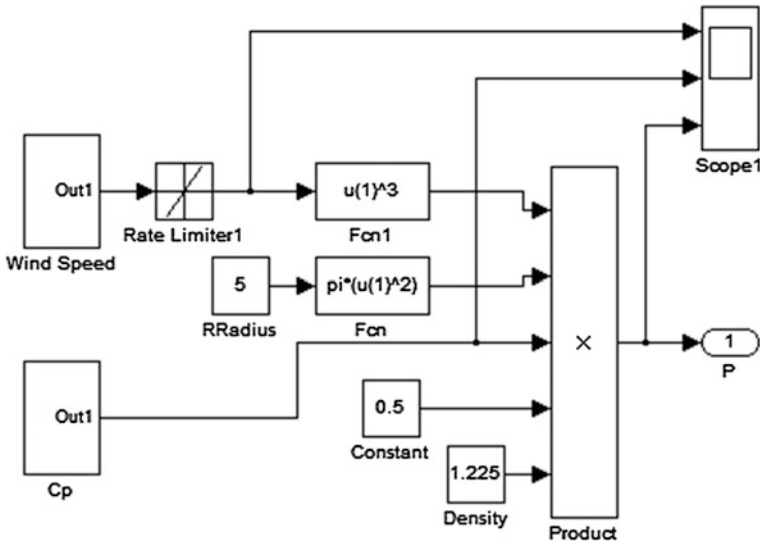 Scope1
Out1
Wind Speed
Rate Limiter1
u(1)^3
Fcn1
5
RRadius
pi*(u(1)^2)
Fcn
×
1
P
Out1
Cp
0.5
Constant
1.225
Density
Product